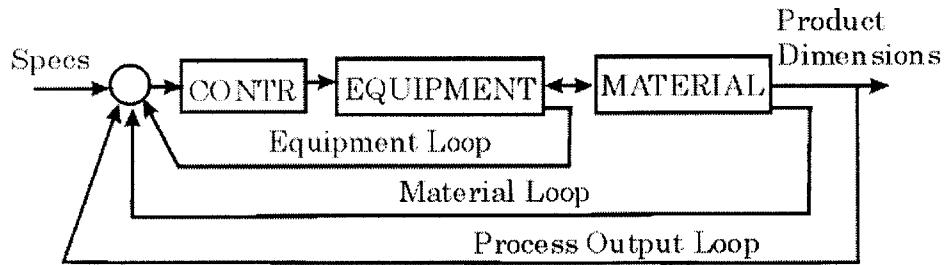 Product
Dimensions
Specs
CONTR
EQUIPMENT
MATERIAL
Equipment Loop
Material Loop
Process Output Loop